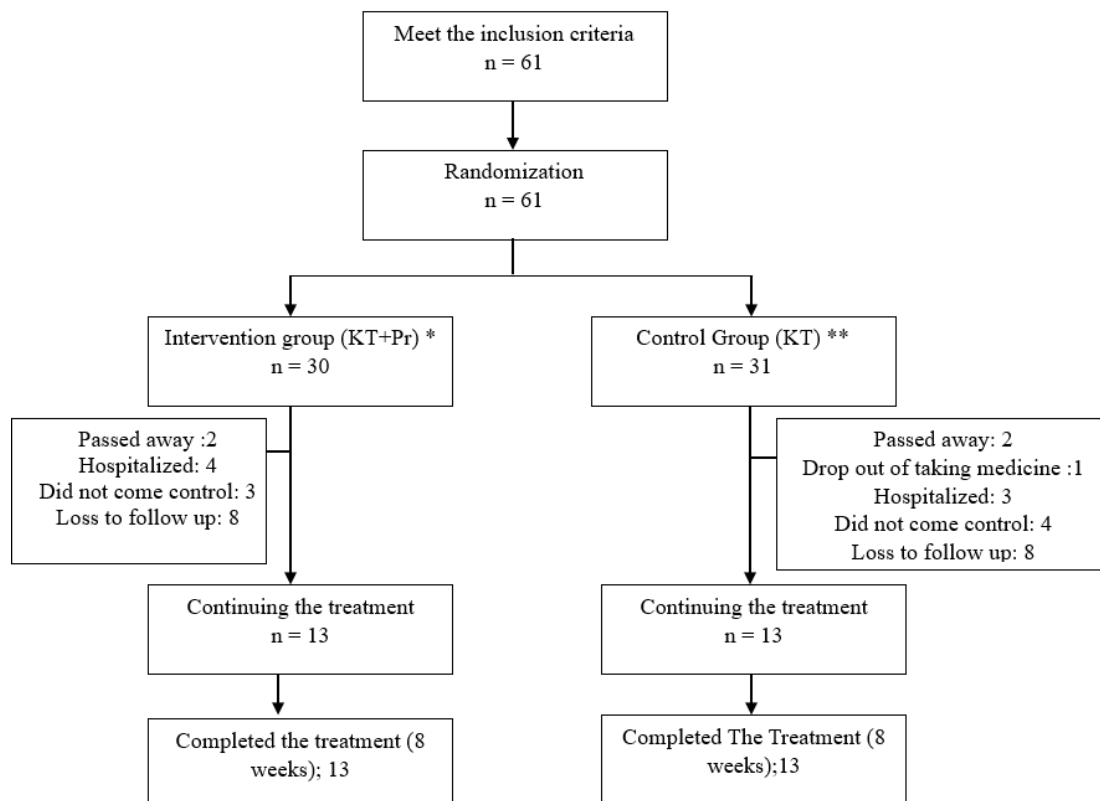 Meet the inclusion criteria
n = 61
Randomization
n = 61
Intervention group (KT+Pr) *
n = 30
Control Group (KT) **
n = 31
Passed away :2
Hospitalized: 4
Did not come control: 3
Loss to follow up: 8
Passed away: 2
Drop out of taking medicine :1
Hospitalized: 3
Did not come control: 4
Loss to follow up: 8
Continuing the treatment
n = 13
Continuing the treatment
n = 13
Completed the treatment (8
weeks); 13
Completed The Treatment (8
weeks);13